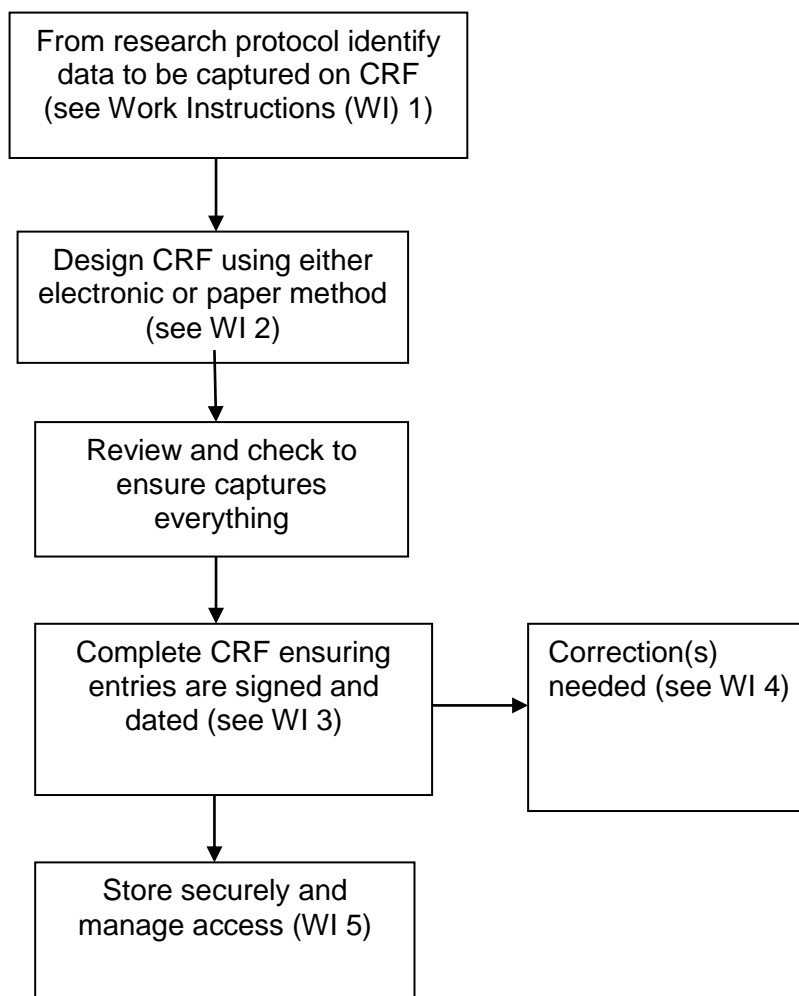 From research protocol identify
data to be captured on CRF
(see Work Instructions (WI) 1)
Design CRF using either
electronic or paper method
(see WI 2)
Review and check to
ensure captures
everything
Complete CRF ensuring
entries are signed and
dated (see WI 3)
Correction(s)
needed (see WI 4)
Store securely and
manage access (WI 5)